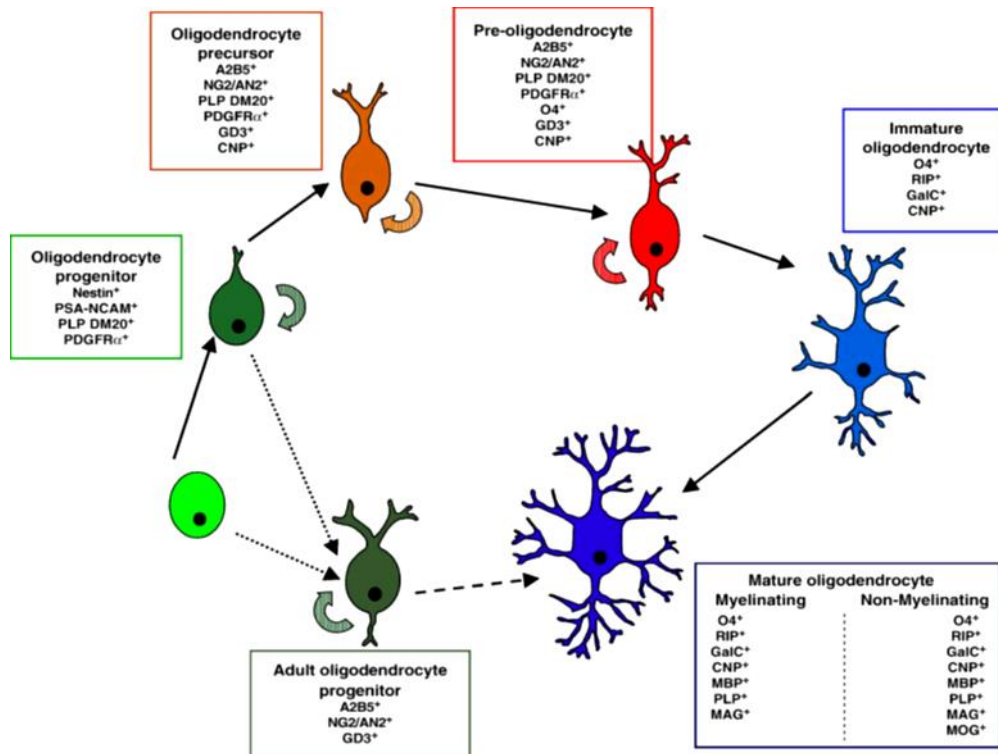 Oligodendrocyte
precursor
A2B5⁺
NG2/AN2⁺
PLP DM20⁺
PDGFRα⁺
GD3⁺
CNP⁺
Pre-oligodendrocyte
A2B5⁺
NG2/AN2⁺
PLP DM20⁺
PDGFRα⁺
O4⁺
GD3⁺
CNP⁺
Immature
oligodendrocyte
O4⁺
RIP⁺
GalC⁺
CNP⁺
Oligodendrocyte
progenitor
Nestin⁺
PSA-NCAM⁺
PLP DM20⁺
PDGFRα⁺
Adult oligodendrocyte
progenitor
A2B5⁺
NG2/AN2⁺
GD3⁺
Mature oligodendrocyte
Myelinating
O4⁺
RIP⁺
GalC⁺
CNP⁺
MBP⁺
PLP⁺
MAG⁺
Non-Myelinating
O4⁺
RIP⁺
GalC⁺
CNP⁺
MBP⁺
PLP⁺
MAG⁺
MOG⁺